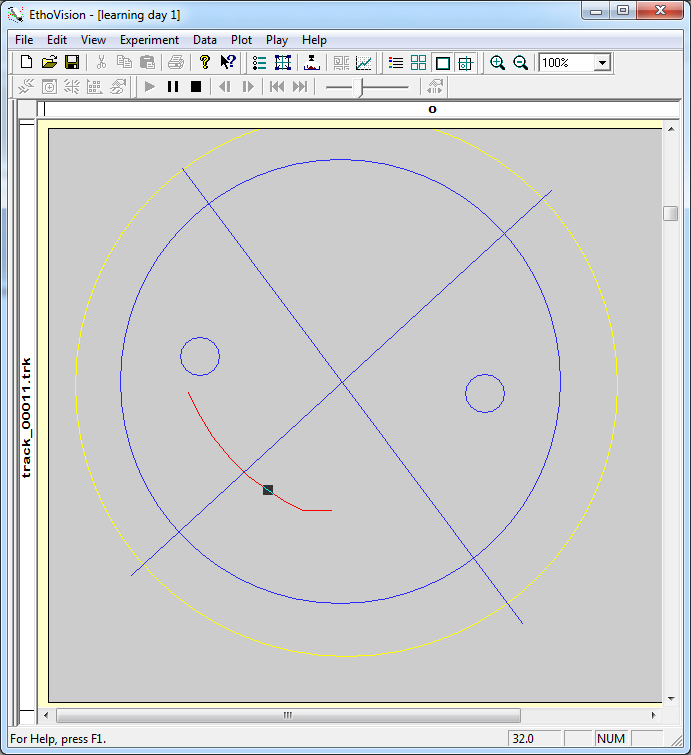 EthoVision - [learning day 1]
File Edit View Experiment Data Plot Play Help
100%
0
track_00011.trk
For Help, press F1.
32.0
NUM